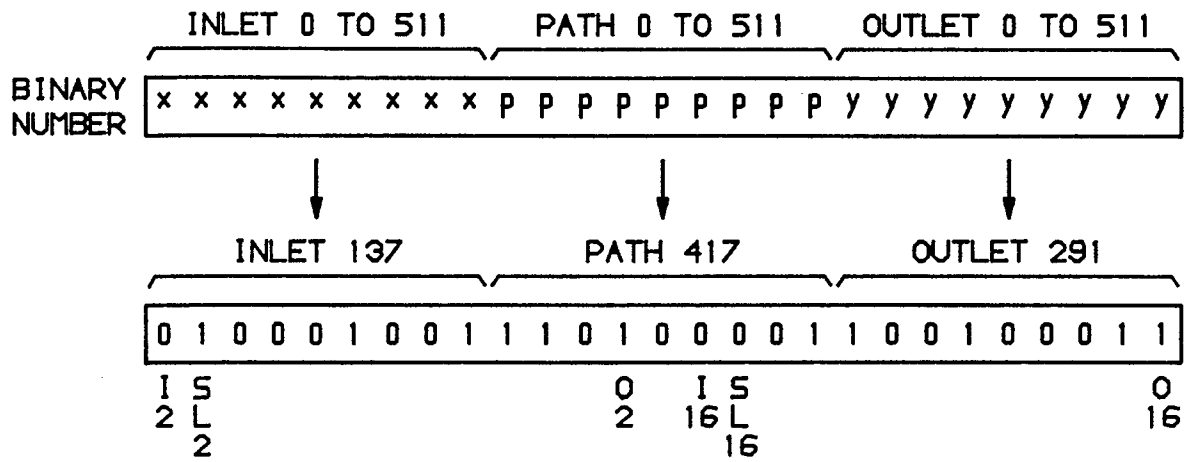 INLET 0 TO 511 PATH 0 TO 511 OUTLET 0 TO 511
BINARY NUMBER
x x x x x x x x x p p p p p p p p p y y y y y y y y y
INLET 137 PATH 417 OUTLET 291
0 1 0 0 0 1 0 0 1 1 1 0 1 0 0 0 0 1 1 0 0 1 0 0 0 1 1
I S O I S O
2 L 2 16 L 16
2 16